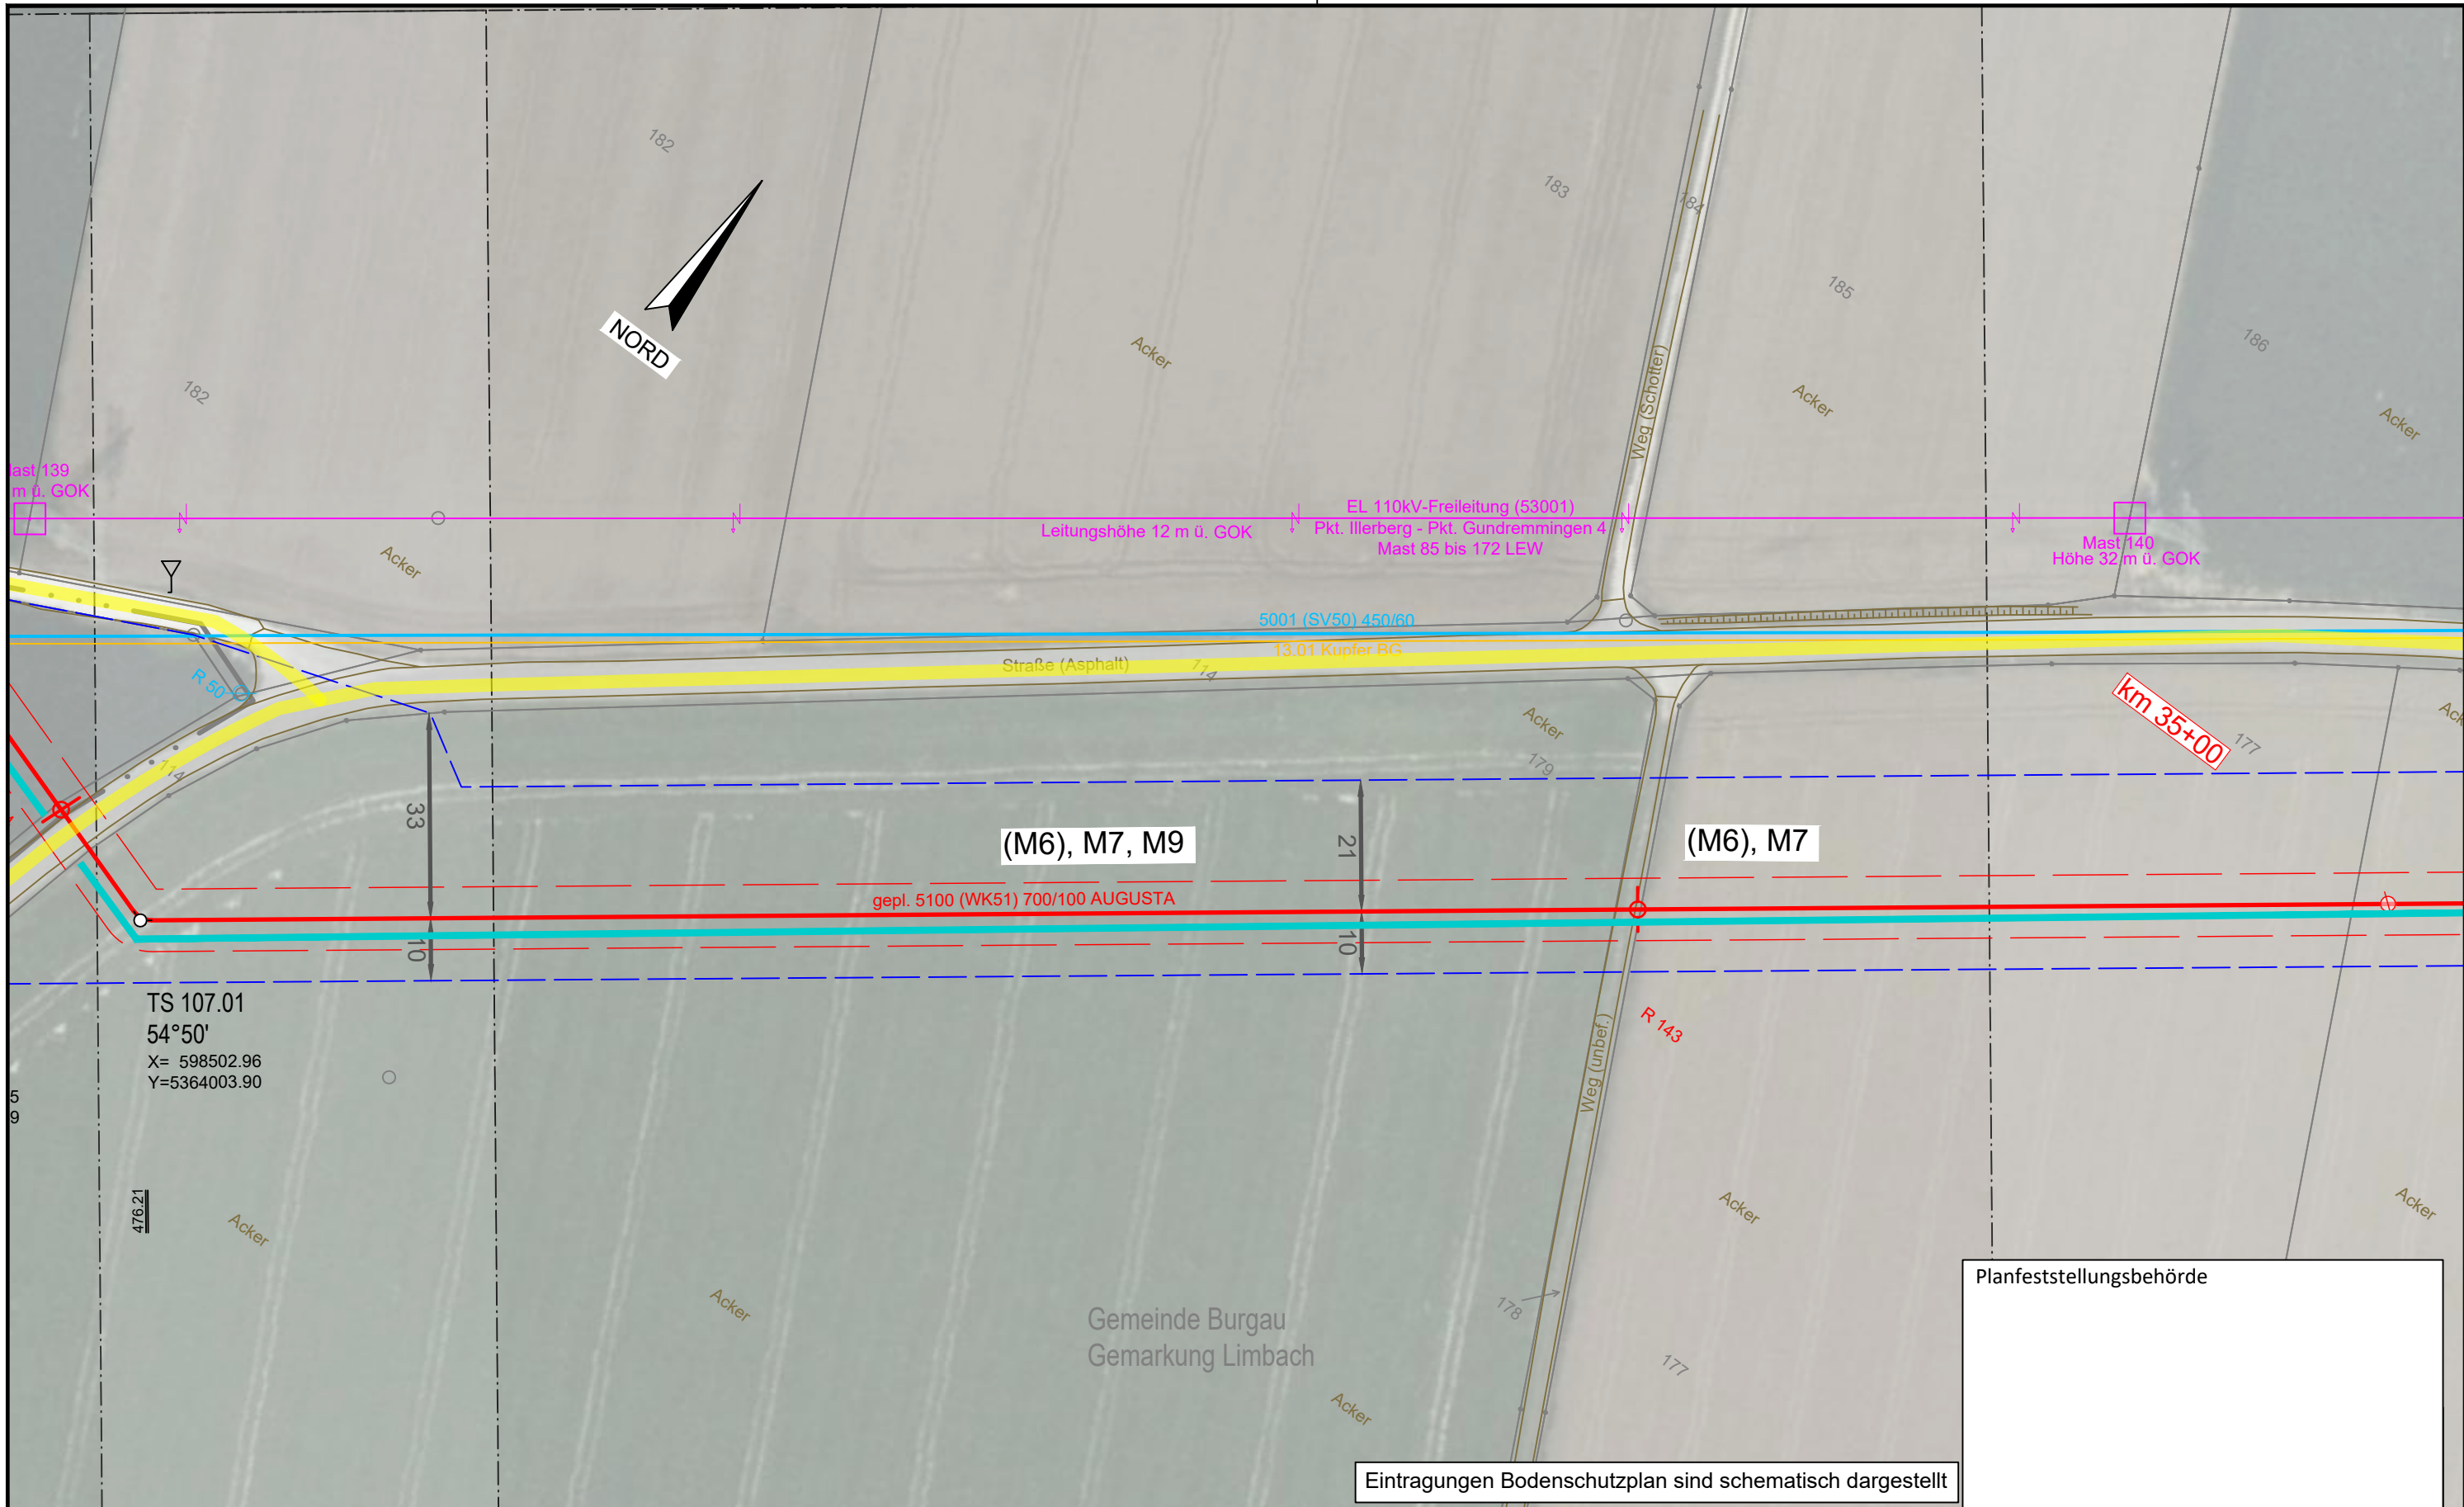 182
182
183
184
185
186
NORD
Acker
Acker
Acker
Weg (Schotter)
ast 139
m ü. GOK
EL 110kV-Freileitung (53001)
Leitungshöhe 12 m ü. GOK
Pkt. Illerberg - Pkt. Gundremmingen 4
Mast 85 bis 172 LEW
Mast 140
Höhe 32 m ü. GOK
Acker
5001 (SV50) 450/60
13.01 Kupfer BG
Straße (Asphalt)
114
R 50
114
Acker
179
km 35+00
177
33
21
(M6), M7, M9
(M6), M7
gepl. 5100 (WK51) 700/100 AUGUSTA
10
10
TS 107.01
54°50'
X= 598502.96
Y=5364003.90
5
9
R 143
Weg (unbef.)
476.21
Acker
Acker
Acker
Acker
Acker
178
177
Gemeinde Burgau
Gemarkung Limbach
Planfeststellungsbehörde
Eintragungen Bodenschutzplan sind schematisch dargestellt